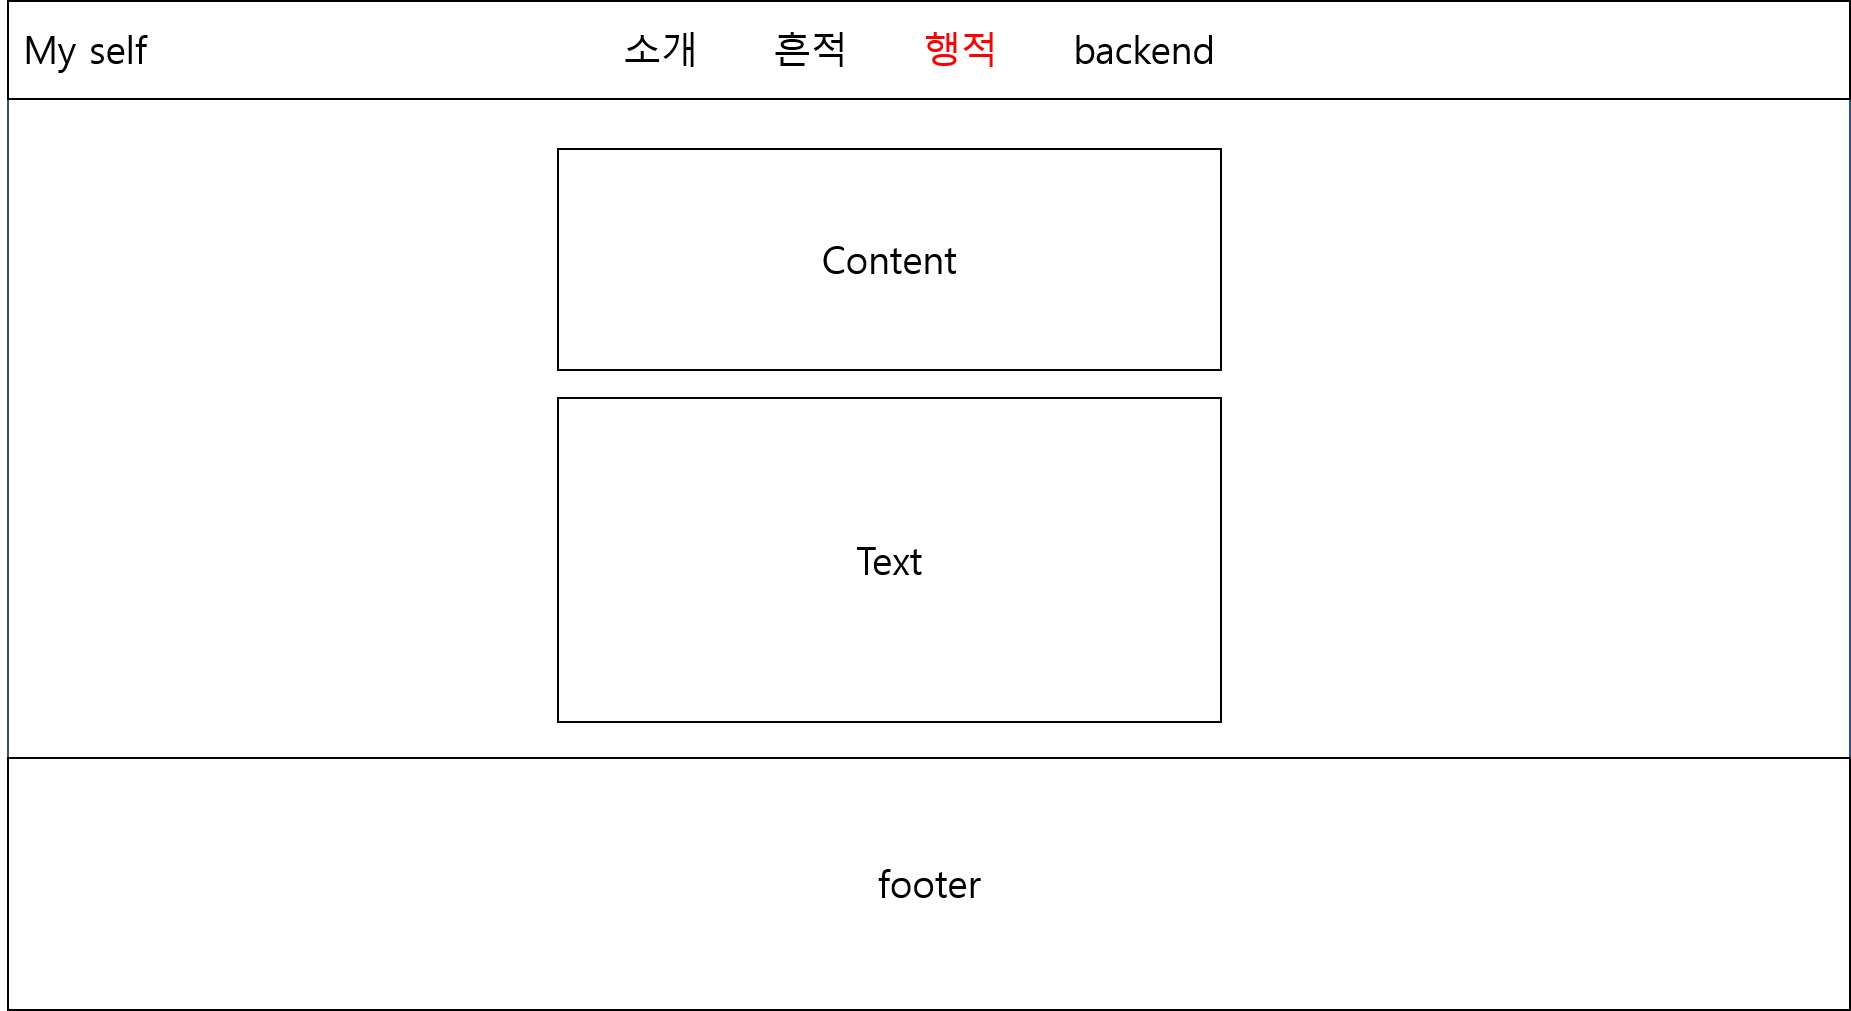 My self 소개 흔적 행적 backend
Content
Text
footer